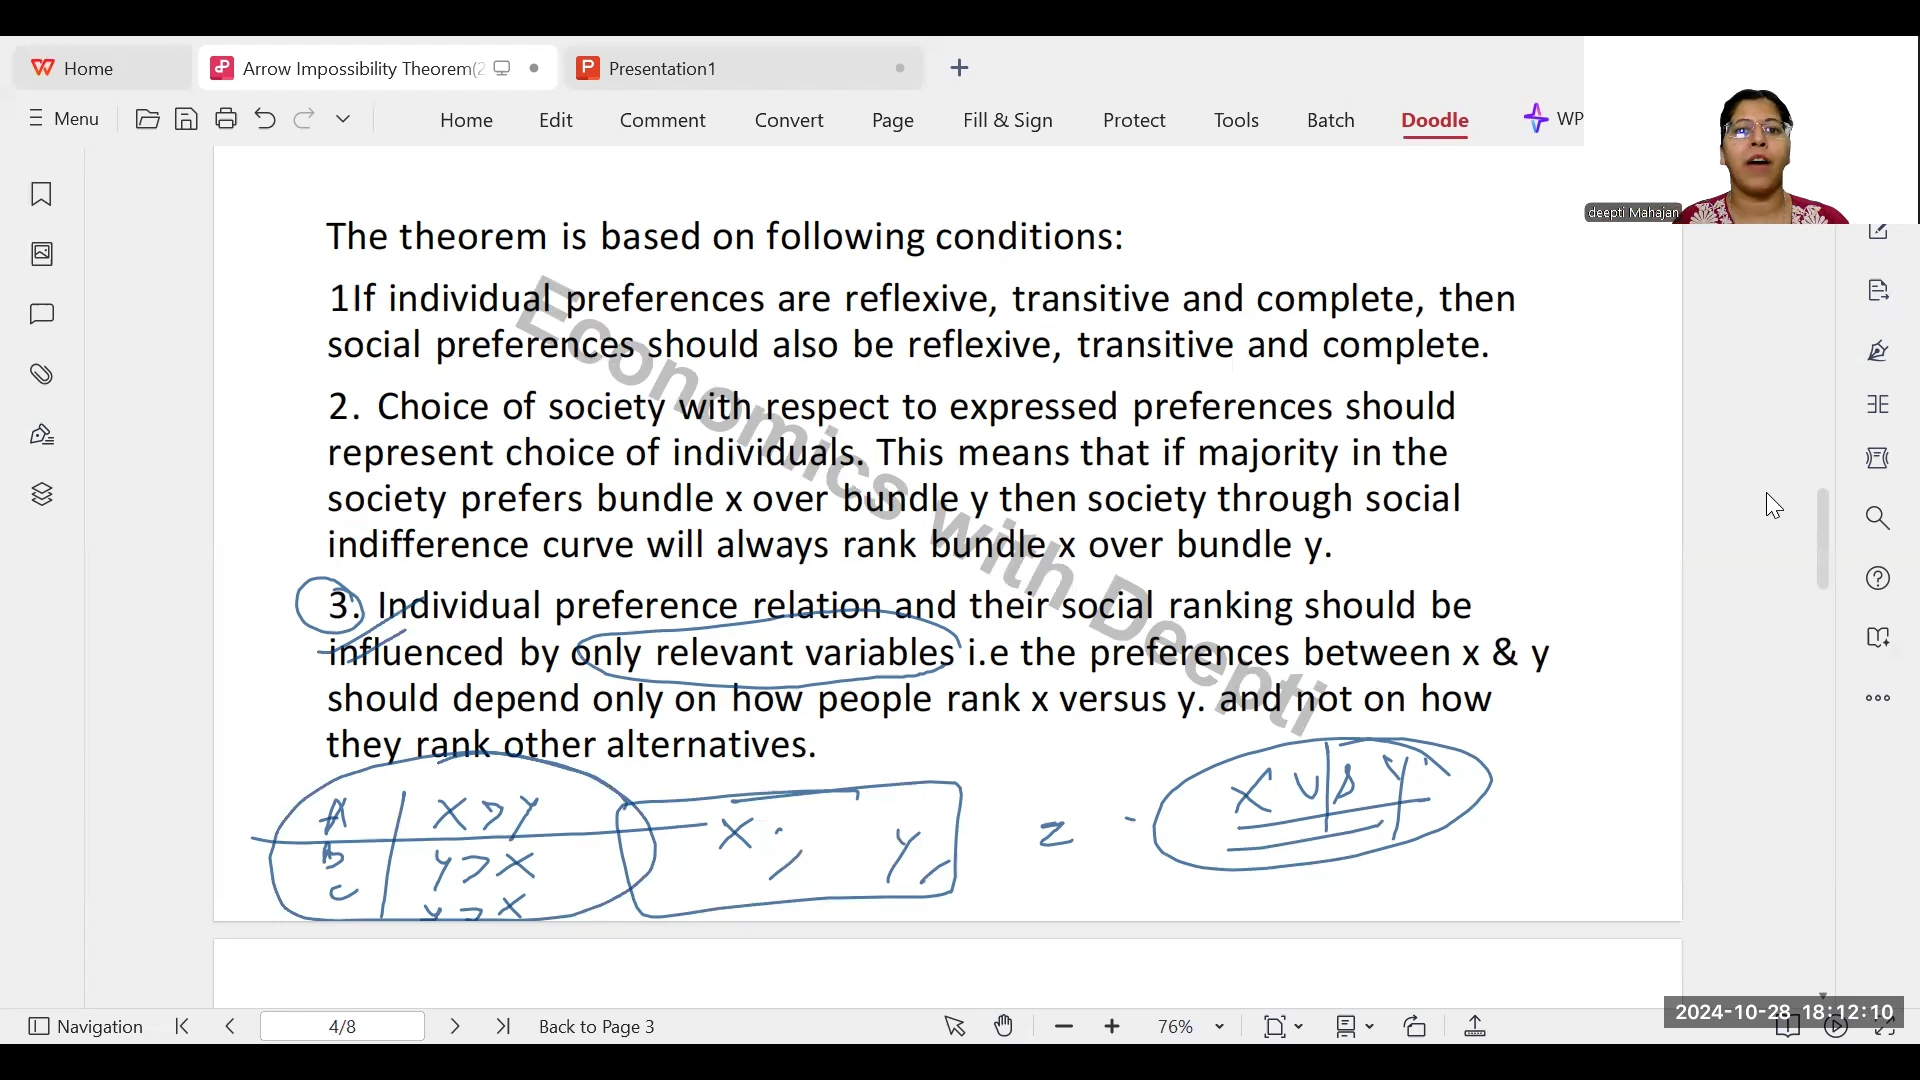 Home
Arrow Impossibility Theorem(2
Presentation1
Menu
Home Edit Comment Convert Page Fill & Sign Protect Tools Batch Doodle WP
deepti Mahajan
The theorem is based on following conditions:
1If individual preferences are reflexive, transitive and complete, then
social preferences should also be reflexive, transitive and complete.
2. Choice of society with respect to expressed preferences should
represent choice of individuals. This means that if majority in the
society prefers bundle x over bundle y then society through social
indifference curve will always rank bundle x over bundle y.
3. Individual preference relation and their social ranking should be
influenced by only relevant variables i.e the preferences between x & y
should depend only on how people rank x versus y. and not on how
they rank other alternatives.
Economics with Deepti
A X > Y
B Y > X
C Y > X
X, Y,
z
X v/s Y
Navigation
4/8
Back to Page 3
76%
2024-10-28 18:12:10